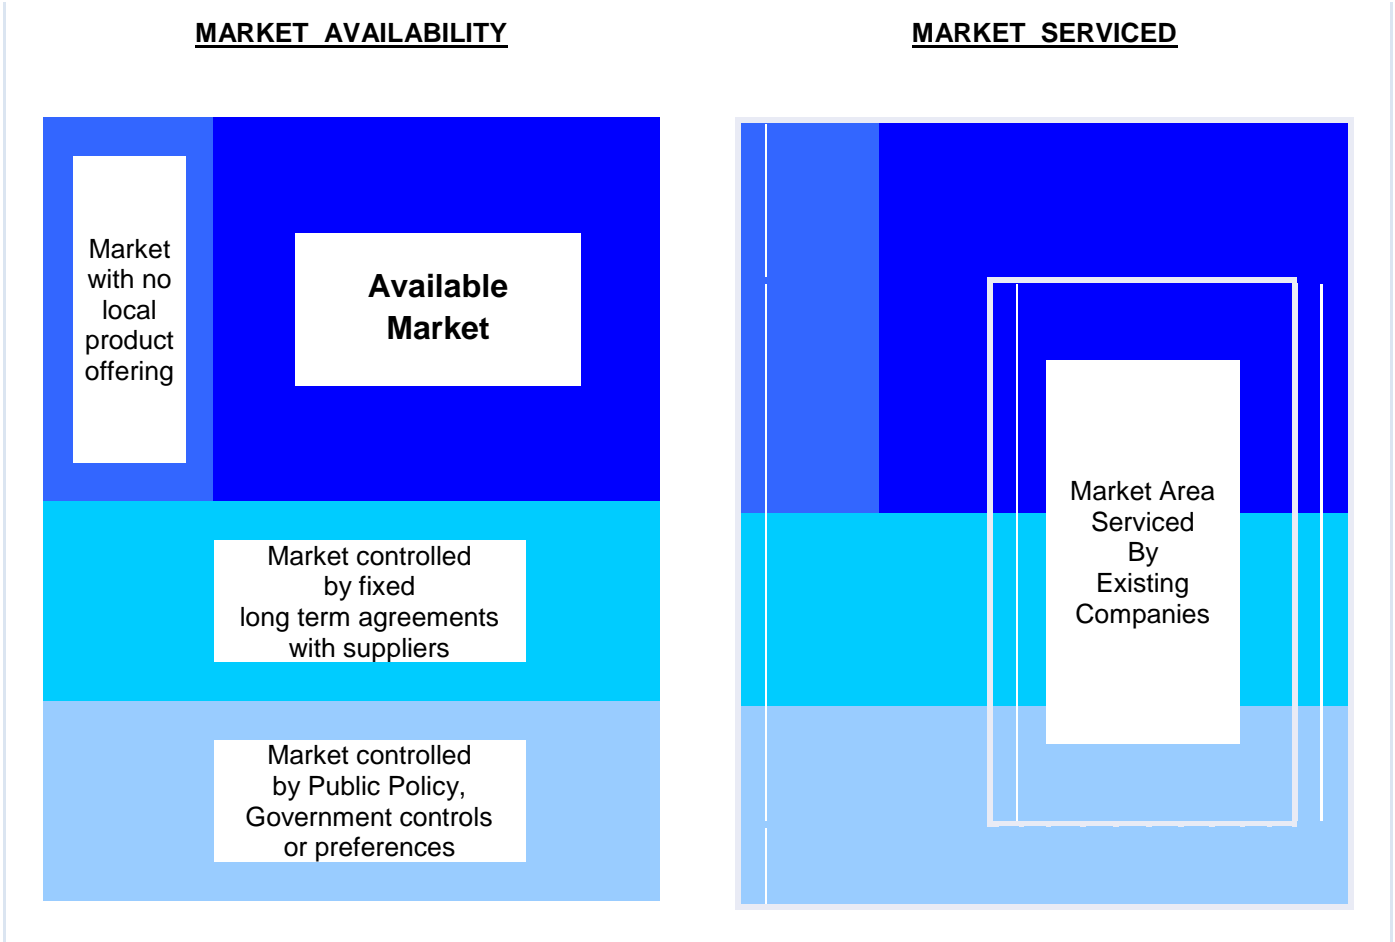 MARKET AVAILABILITY
MARKET SERVICED
Market
with no
local
product
offering
Available
Market
Market controlled
by fixed
long term agreements
with suppliers
Market controlled
by Public Policy,
Government controls
or preferences
Market Area
Serviced
By
Existing
Companies